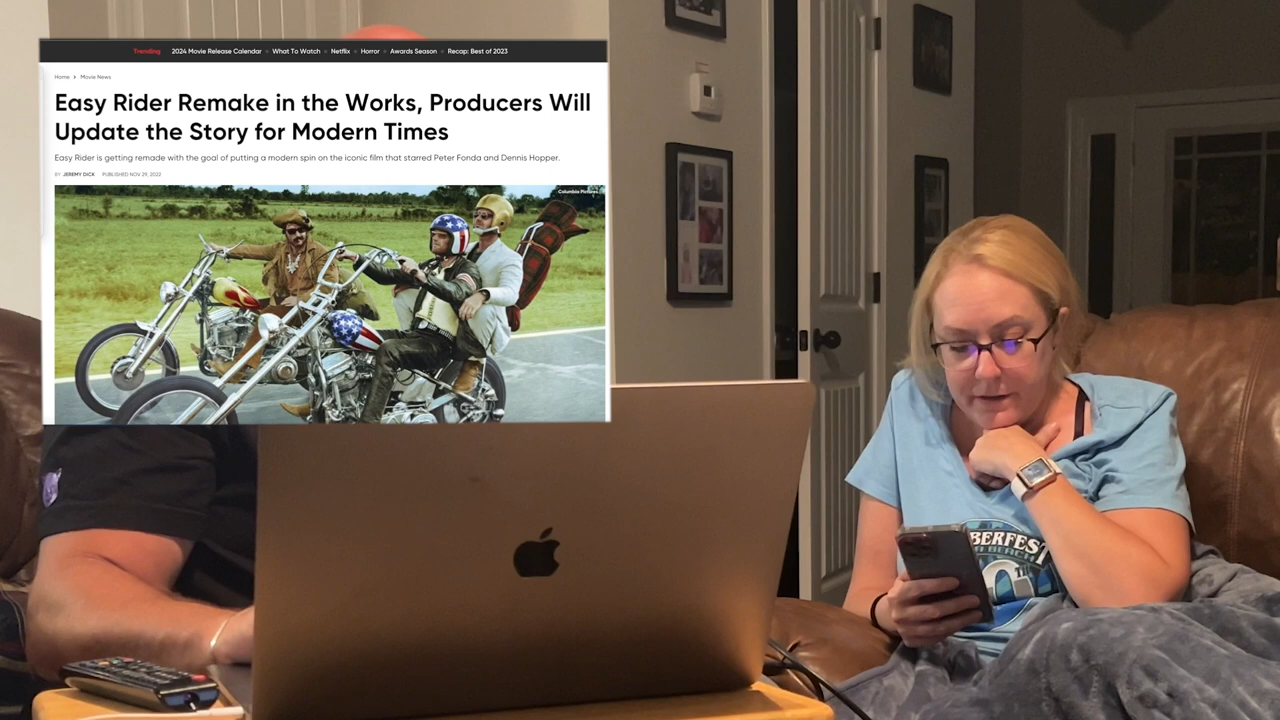 Trending 2024 Movie Release Calendar What To Watch Netflix Horror Awards Season Recap: Best of 2023
Home > Movie News
Easy Rider Remake in the Works, Producers Will
Update the Story for Modern Times
Easy Rider is getting remade with the goal of putting a modern spin on the iconic film that starred Peter Fonda and Dennis Hopper.
BY JEREMY DICK PUBLISHED NOV 29, 2022
Columbia Pictures
BERFEST
BEACH